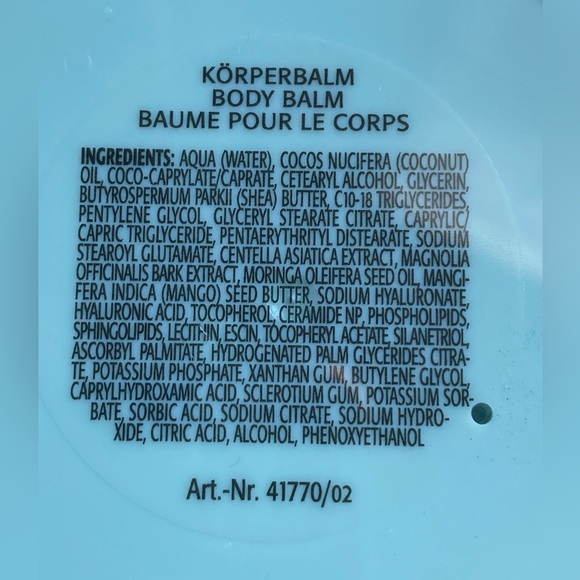 KÖRPERBALM
BODY BALM
BAUME POUR LE CORPS
INGREDIENTS: AQUA (WATER), COCOS NUCIFERA (COCONUT)
OIL, COCO-CAPRYLATE/CAPRATE, CETEARYL ALCOHOL, GLYCERIN,
BUTYROSPERMUM PARKII (SHEA) BUTTER, C10-18 TRIGLYCERIDES,
PENTYLENE GLYCOL, GLYCERYL STEARATE CITRATE, CAPRYLIC/
CAPRIC TRIGLYCERIDE, PENTAERYTHRITYL DISTEARATE, SODIUM
STEAROYL GLUTAMATE, CENTELLA ASIATICA EXTRACT, MAGNOLIA
OFFICINALIS BARK EXTRACT, MORINGA OLEIFERA SEED OIL, MANGI-
FERA INDICA (MANGO) SEED BUTTER, SODIUM HYALURONATE,
HYALURONIC ACID, TOCOPHEROL, CERAMIDE NP, PHOSPHOLIPIDS,
SPHINGOLIPIDS, LECITHIN, ESCIN, TOCOPHERYL ACETATE, SILANETRIOL,
ASCORBYL PALMITATE, HYDROGENATED PALM GLYCERIDES CITRA-
TE, POTASSIUM PHOSPHATE, XANTHAN GUM, BUTYLENE GLYCOL,
CAPRYLHYDROXAMIC ACID, SCLEROTIUM GUM, POTASSIUM SOR-
BATE, SORBIC ACID, SODIUM CITRATE, SODIUM HYDRO-
XIDE, CITRIC ACID, ALCOHOL, PHENOXYETHANOL
Art.-Nr. 41770/02